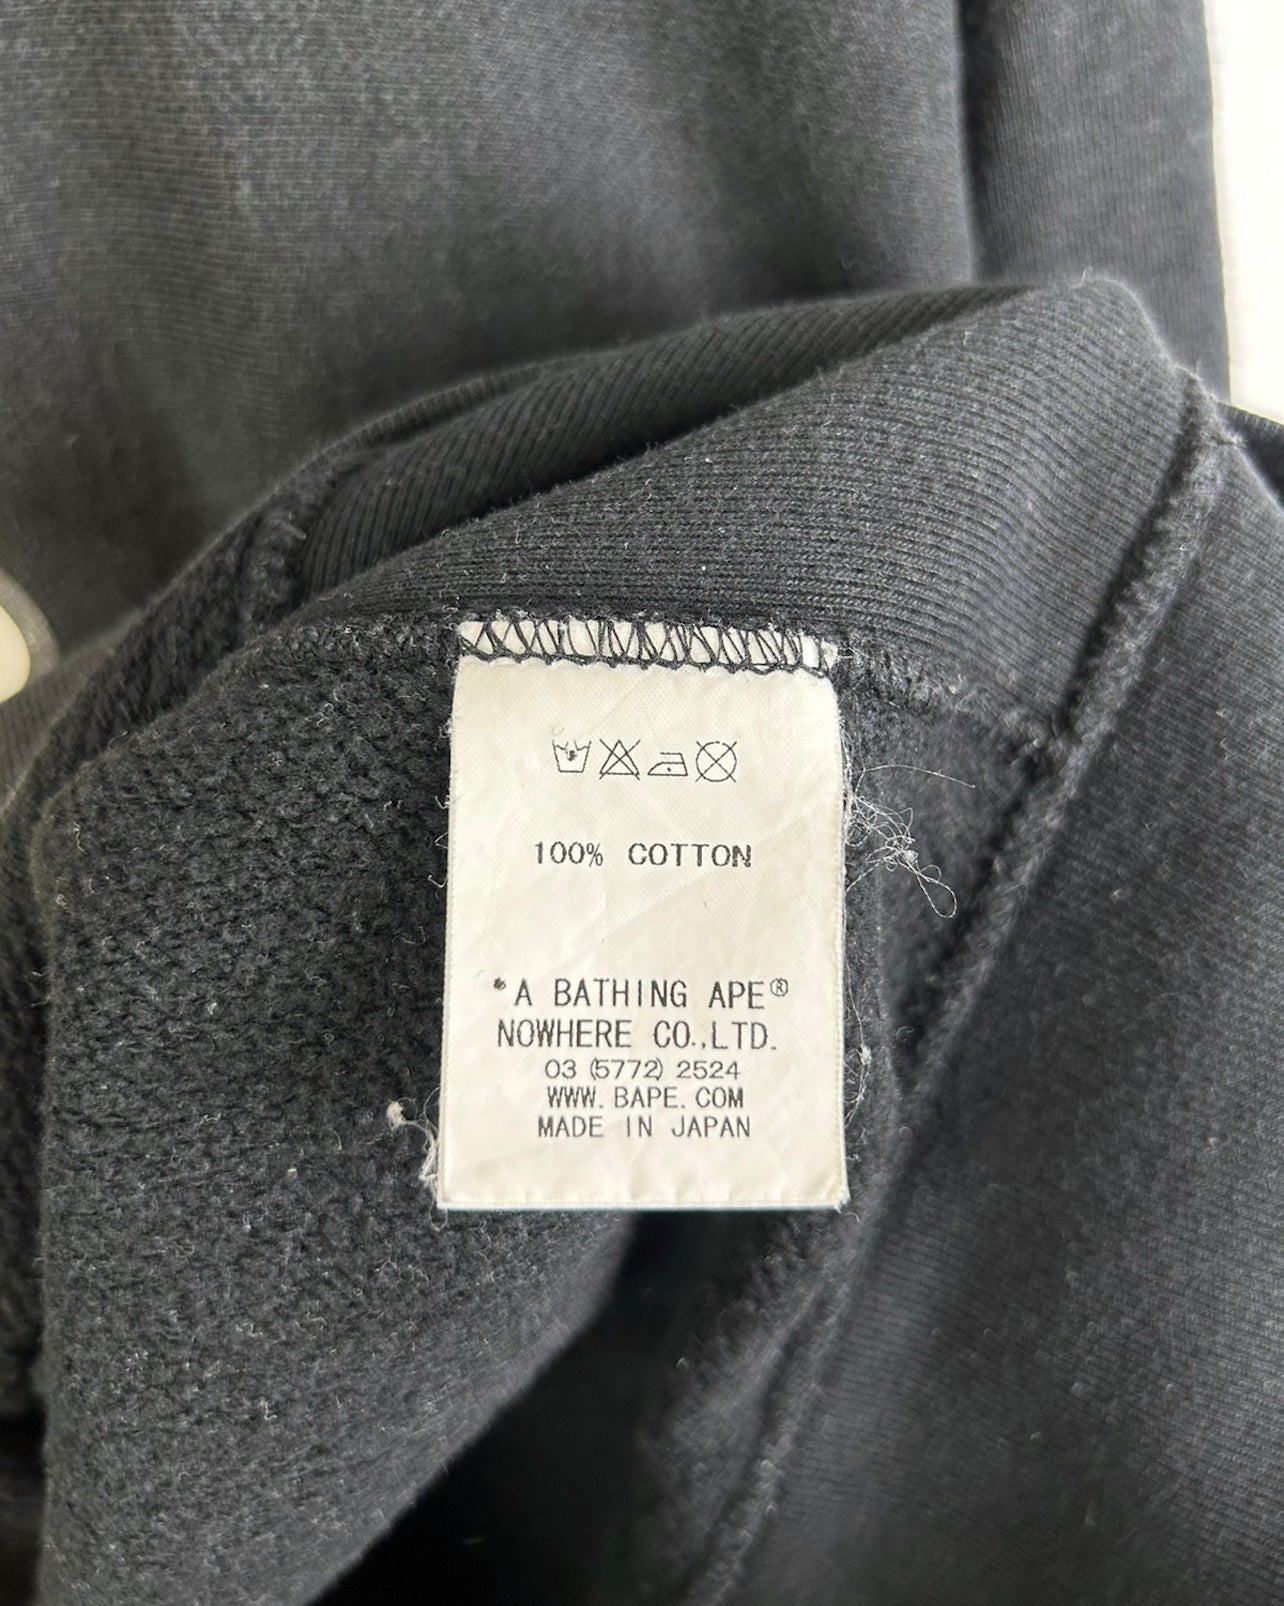 100% COTTON
"A BATHING APE®
NOWHERE CO.,LTD.
03 (5772) 2524
WWW.BAPE.COM
MADE IN JAPAN